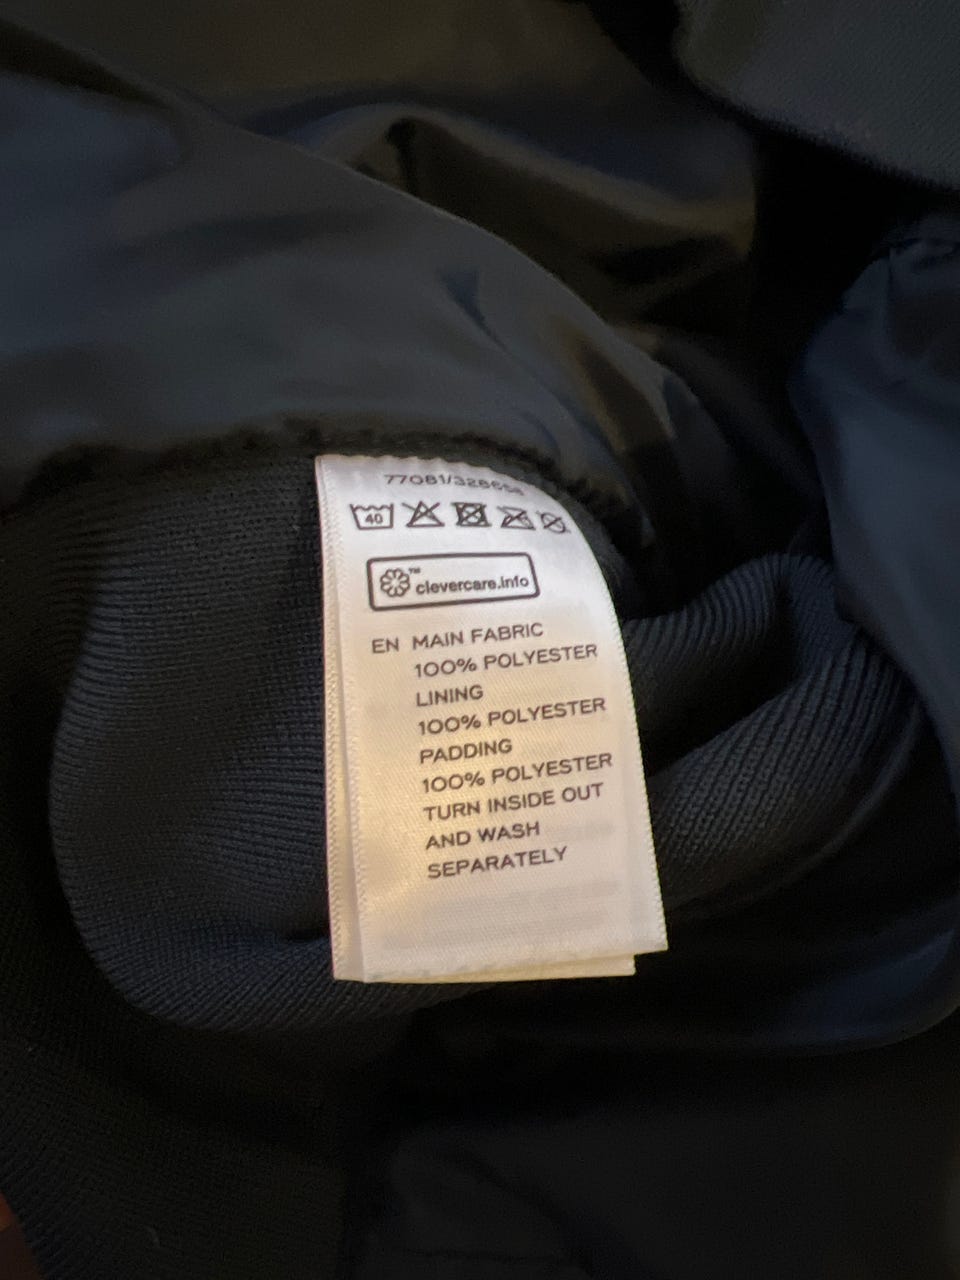 40
™
clevercare.info
EN MAIN FABRIC
100% POLYESTER
LINING
100% POLYESTER
PADDING
100% POLYESTER
TURN INSIDE OUT
AND WASH
SEPARATELY